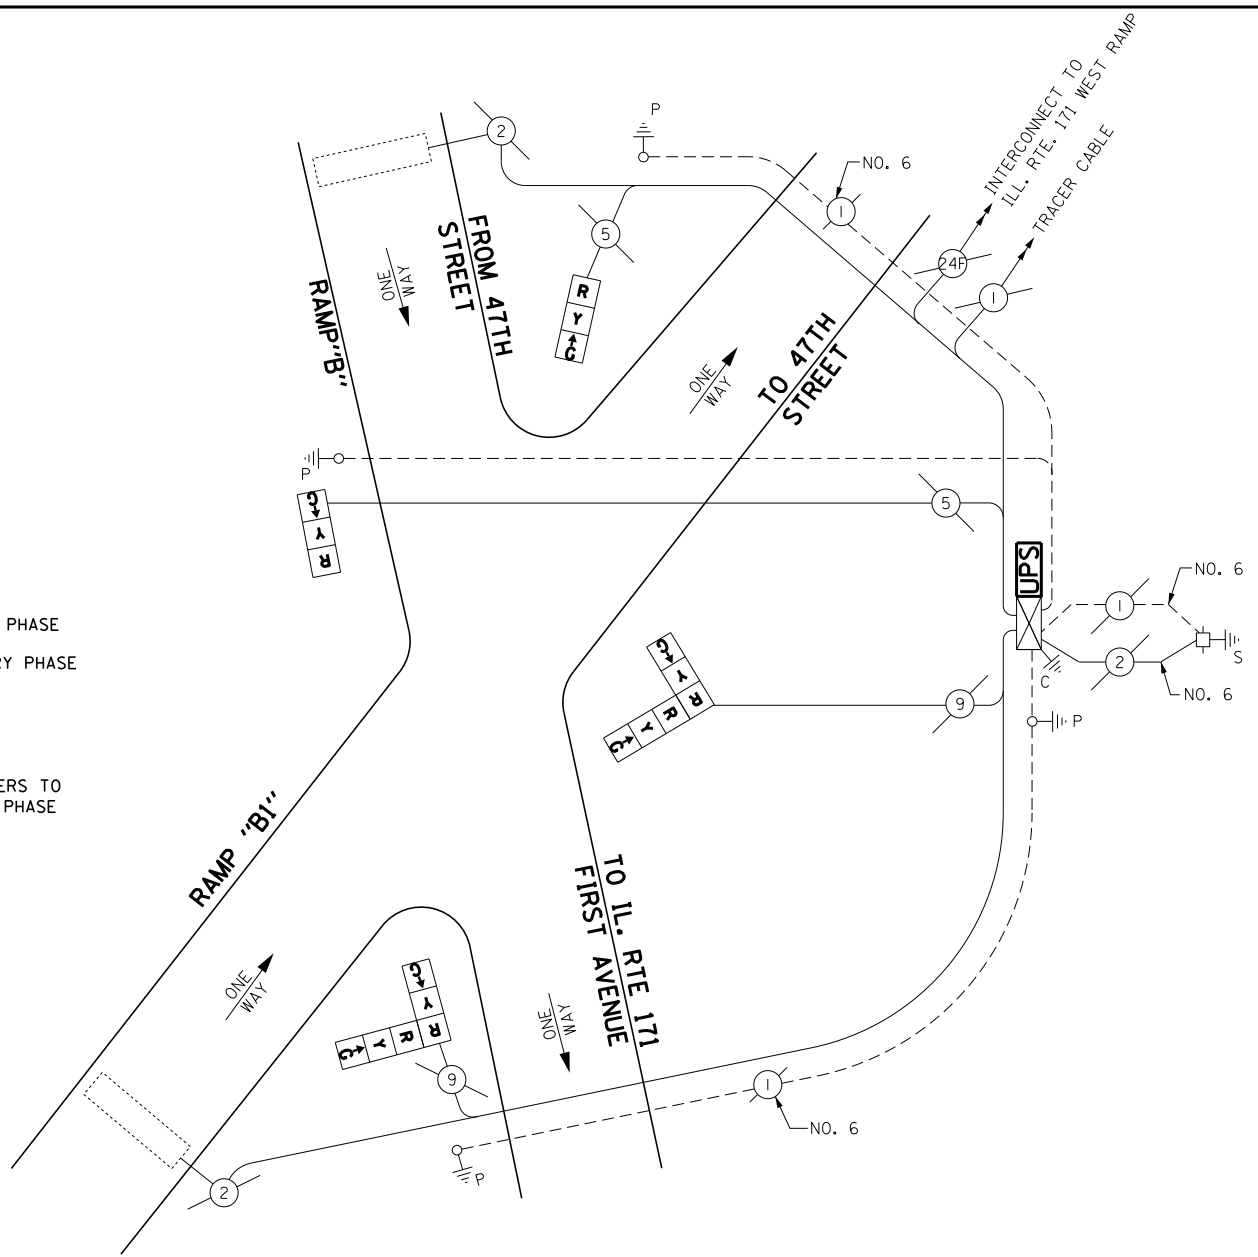 INTERCONNECT TO
ILL. RTE. 171 WEST RAMP
TRACER CABLE
P
2
NO. 6
1
5
24F
1
FROM 47TH
STREET
ONE
WAY
RAMP"B"
R
Y
G
TO 47TH
STREET
ONE
WAY
P
G
Y
R
5
UPS
NO. 6
1
2
S
C
NO. 6
PHASE
RY PHASE
G
Y
R
R
Y
G
9
P
ERS TO
PHASE
RAMP "B1"
TO IL. RTE 171
FIRST AVENUE
ONE
WAY
ONE
WAY
G
Y
R
R
Y
G
9
1
NO. 6
P
2